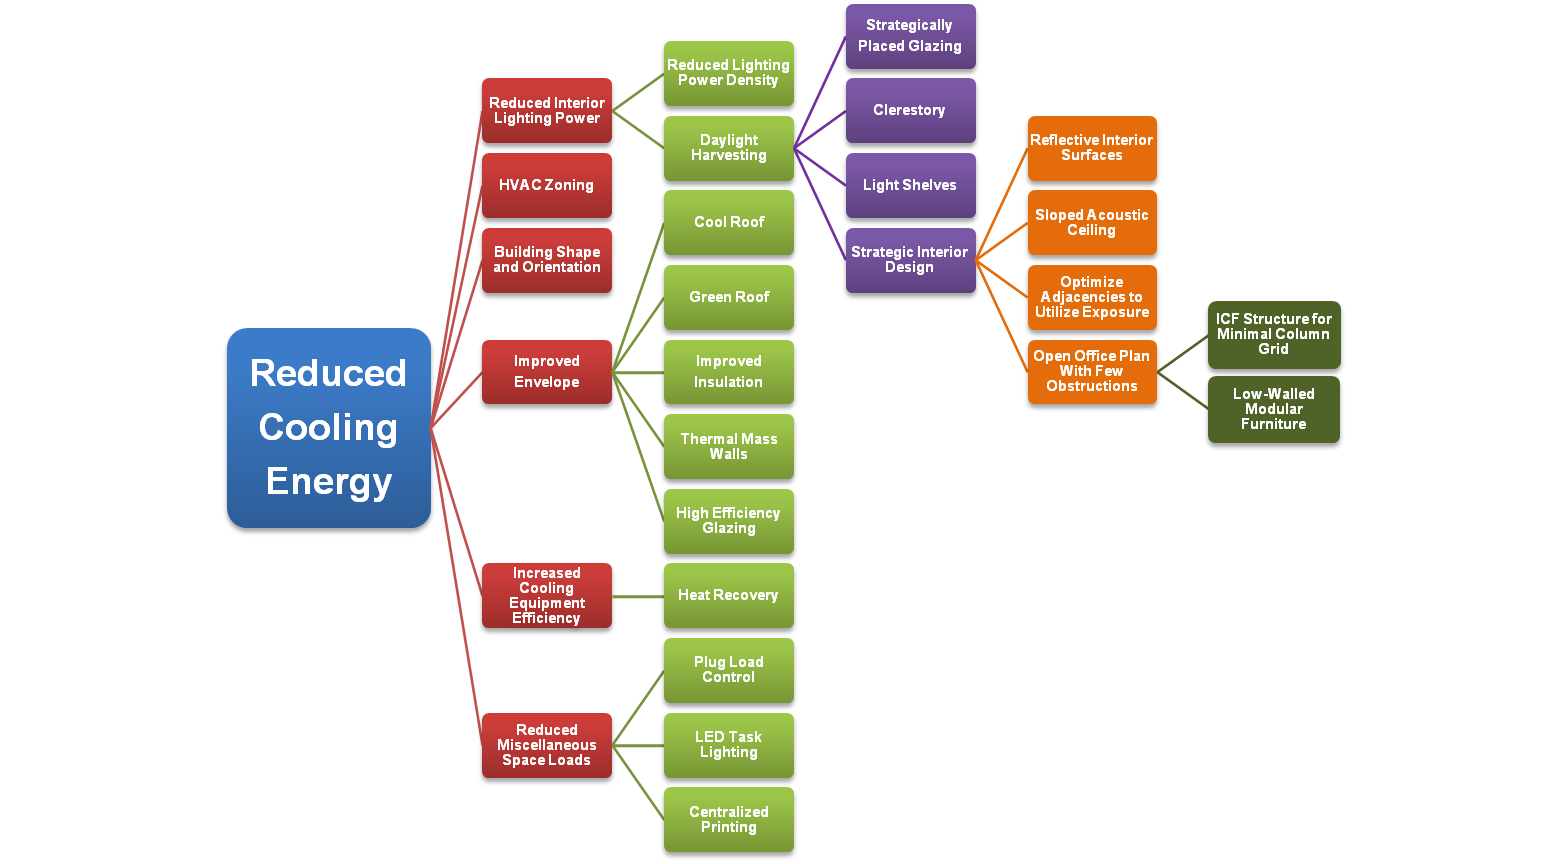 Reduced
Cooling
Energy
Reduced Interior
Lighting Power
HVAC Zoning
Building Shape
and Orientation
Improved
Envelope
Increased
Cooling
Equipment
Efficiency
Reduced
Miscellaneous
Space Loads
Reduced Lighting
Power Density
Daylight
Harvesting
Cool Roof
Green Roof
Improved
Insulation
Thermal Mass
Walls
High Efficiency
Glazing
Heat Recovery
Plug Load
Control
LED Task
Lighting
Centralized
Printing
Strategically
Placed Glazing
Clerestory
Light Shelves
Strategic Interior
Design
Reflective Interior
Surfaces
Sloped Acoustic
Ceiling
Optimize
Adjacencies to
Utilize Exposure
Open Office Plan
With Few
Obstructions
ICF Structure for
Minimal Column
Grid
Low-Walled
Modular
Furniture